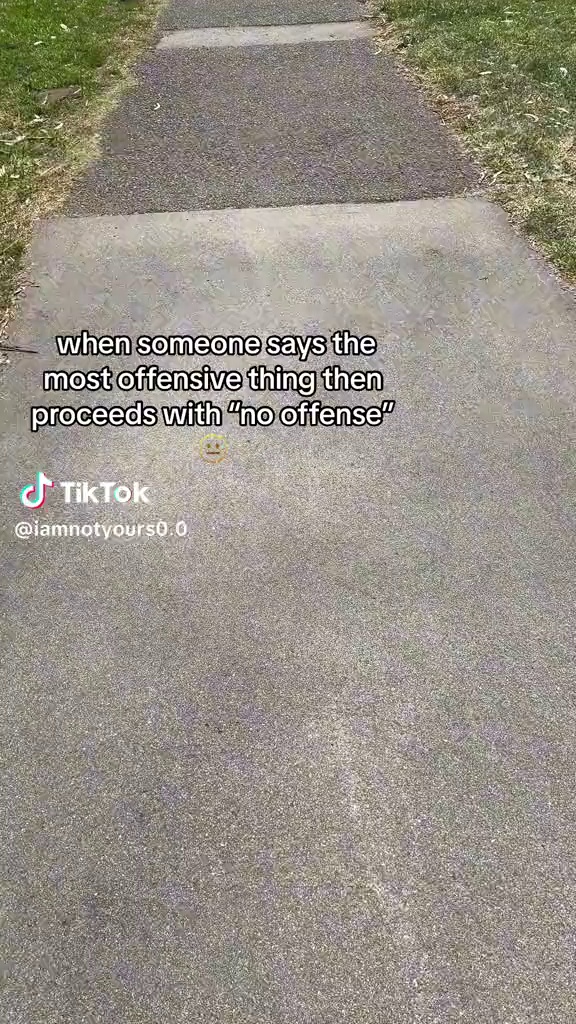 when someone says the
most offensive thing then
proceeds with “no offense”
😐
TikTok
@iamnotyours0.0